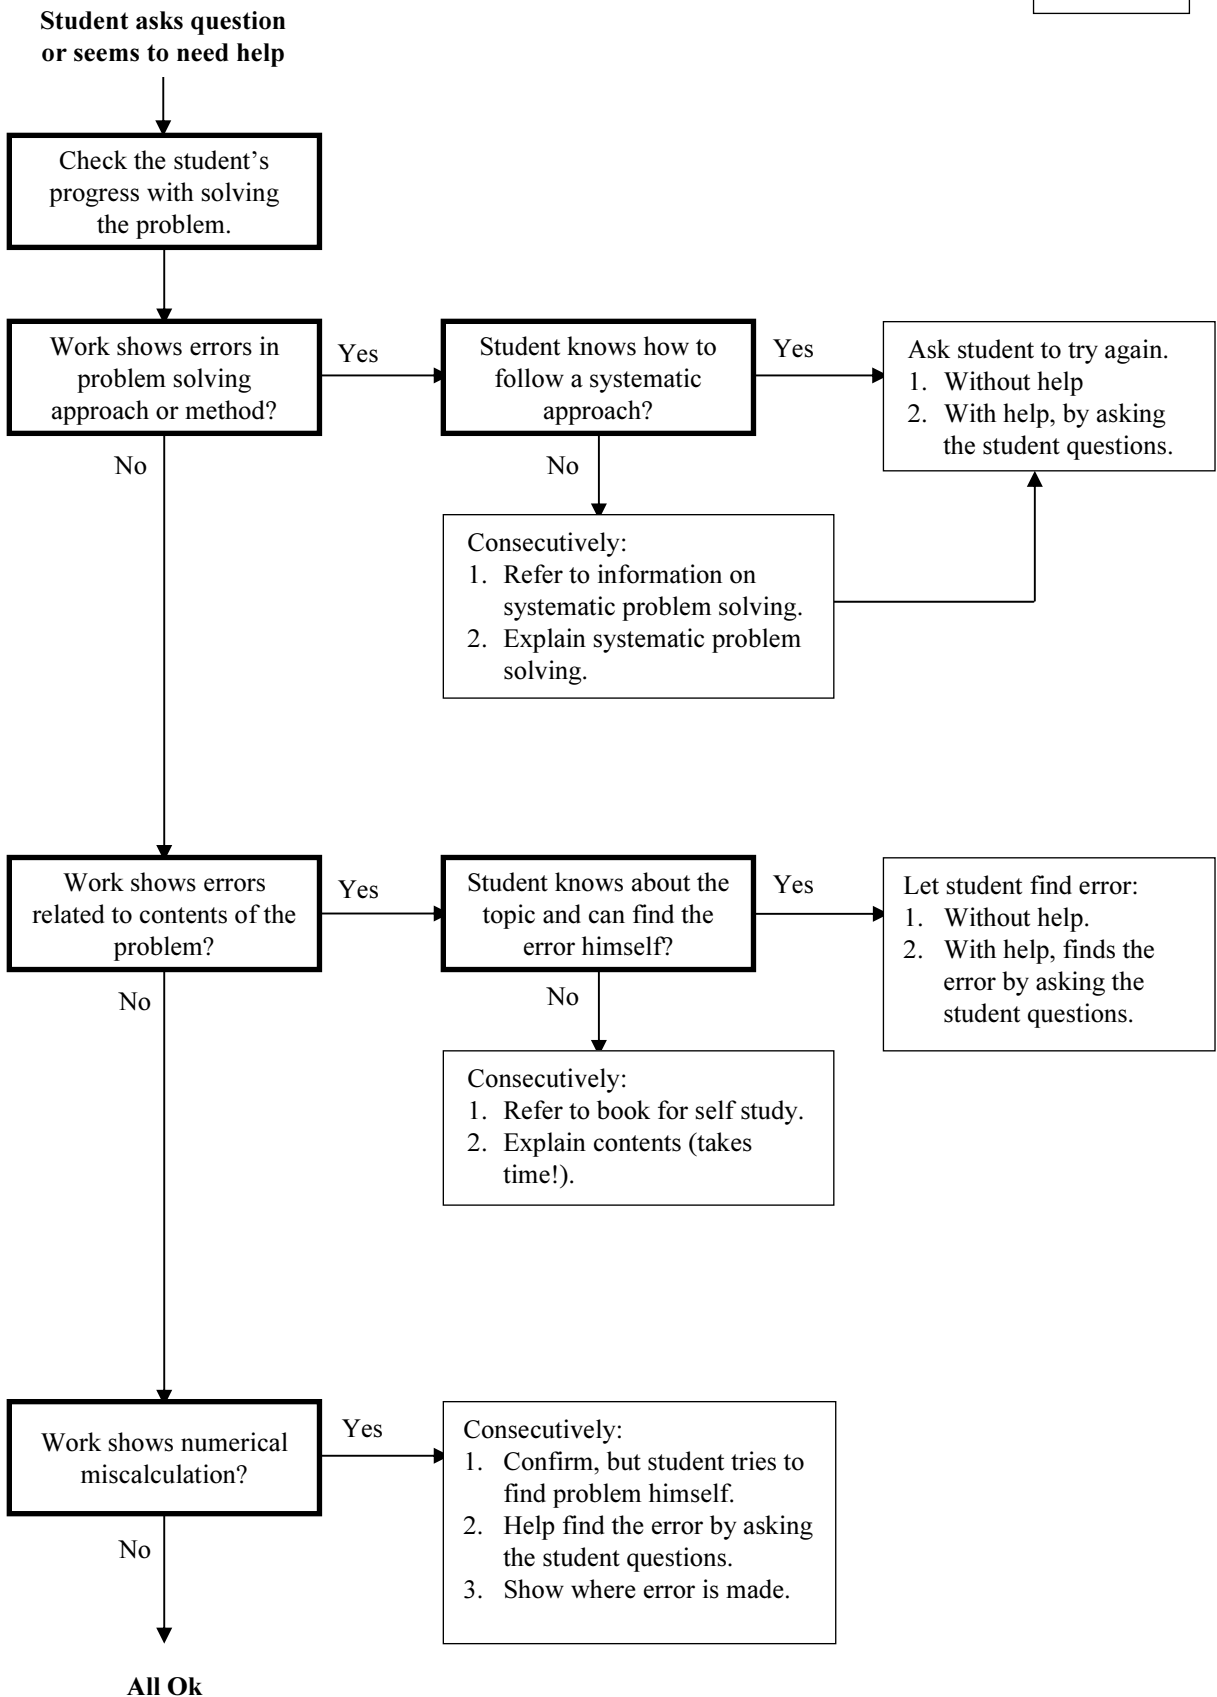 Student asks question
or seems to need help
Check the student’s
progress with solving
the problem.
Work shows errors in
problem solving
approach or method?
Yes
Student knows how to
follow a systematic
approach?
Yes
Ask student to try again.
1. Without help
2. With help, by asking
the student questions.
No
No
Consecutively:
1. Refer to information on
systematic problem solving.
2. Explain systematic problem
solving.
Work shows errors
related to contents of the
problem?
Yes
Student knows about the
topic and can find the
error himself?
Yes
Let student find error:
1. Without help.
2. With help, finds the
error by asking the
student questions.
No
No
Consecutively:
1. Refer to book for self study.
2. Explain contents (takes
time!).
Work shows numerical
miscalculation?
Yes
Consecutively:
1. Confirm, but student tries to
find problem himself.
2. Help find the error by asking
the student questions.
3. Show where error is made.
No
All Ok